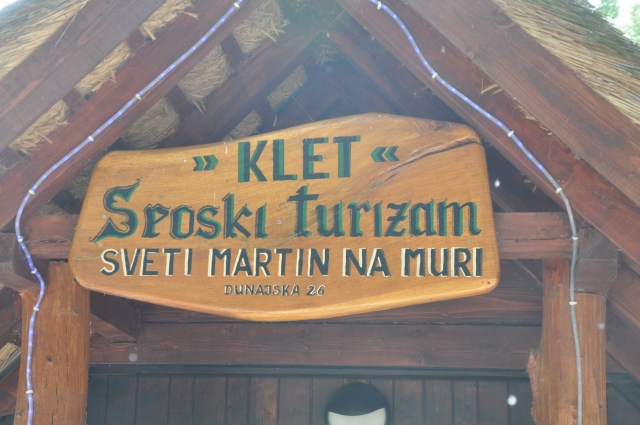 » KLET «
Seoski turizam
SVETI MARTIN NA MURI
DUNAJSKA 26